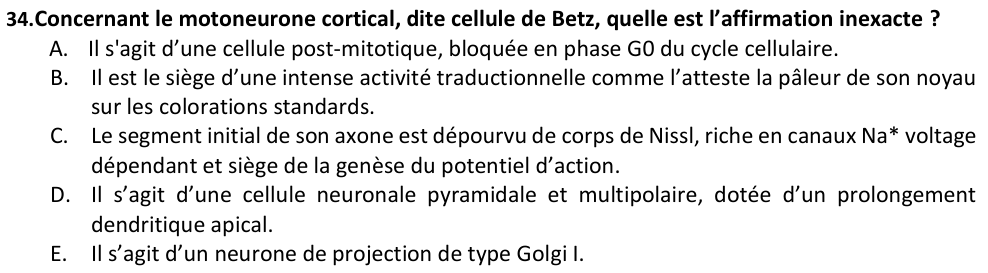 34.Concernant le motoneurone cortical, dite cellule de Betz, quelle est l’affirmation inexacte ?
A. Il s'agit d’une cellule post-mitotique, bloquée en phase G0 du cycle cellulaire.
B. Il est le siège d’une intense activité traductionnelle comme l’atteste la pâleur de son noyau
sur les colorations standards.
C. Le segment initial de son axone est dépourvu de corps de Nissl, riche en canaux Na* voltage
dépendant et siège de la genèse du potentiel d’action.
D. Il s’agit d’une cellule neuronale pyramidale et multipolaire, dotée d’un prolongement
dendritique apical.
E. Il s’agit d’un neurone de projection de type Golgi I.